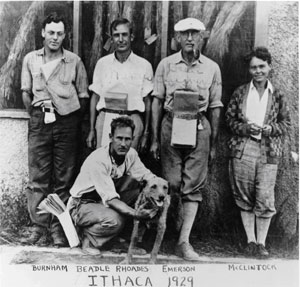 BURNHAM BEADLE RHOADES EMERSON McCLINTOCK
ITHACA 1929